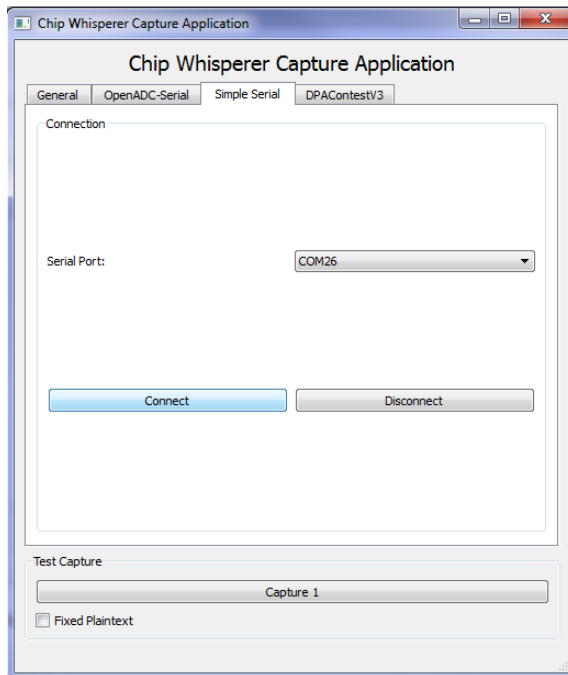 Chip Whisperer Capture Application
Chip Whisperer Capture Application
General OpenADC-Serial Simple Serial DPAContestV3
Connection
Serial Port: COM26
Connect Disconnect
Test Capture
Capture 1
Fixed Plaintext